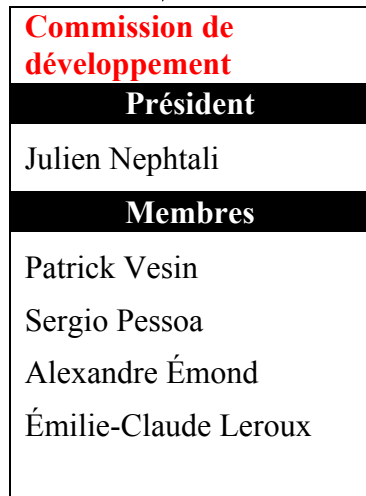 Commission de
développement
Président
Julien Nephtali
Membres
Patrick Vesin
Sergio Pessoa
Alexandre Émond
Émilie-Claude Leroux